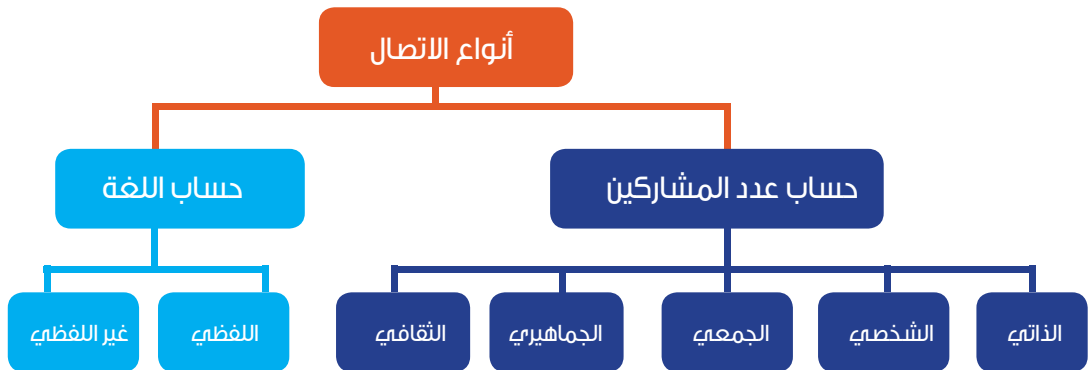 أنواع الاتصال
حساب عدد المشاركين
حساب اللغة
الذاتي
الشخصي
الجمعي
الجماهيري
الثقافي
اللفظي
غير اللفظي